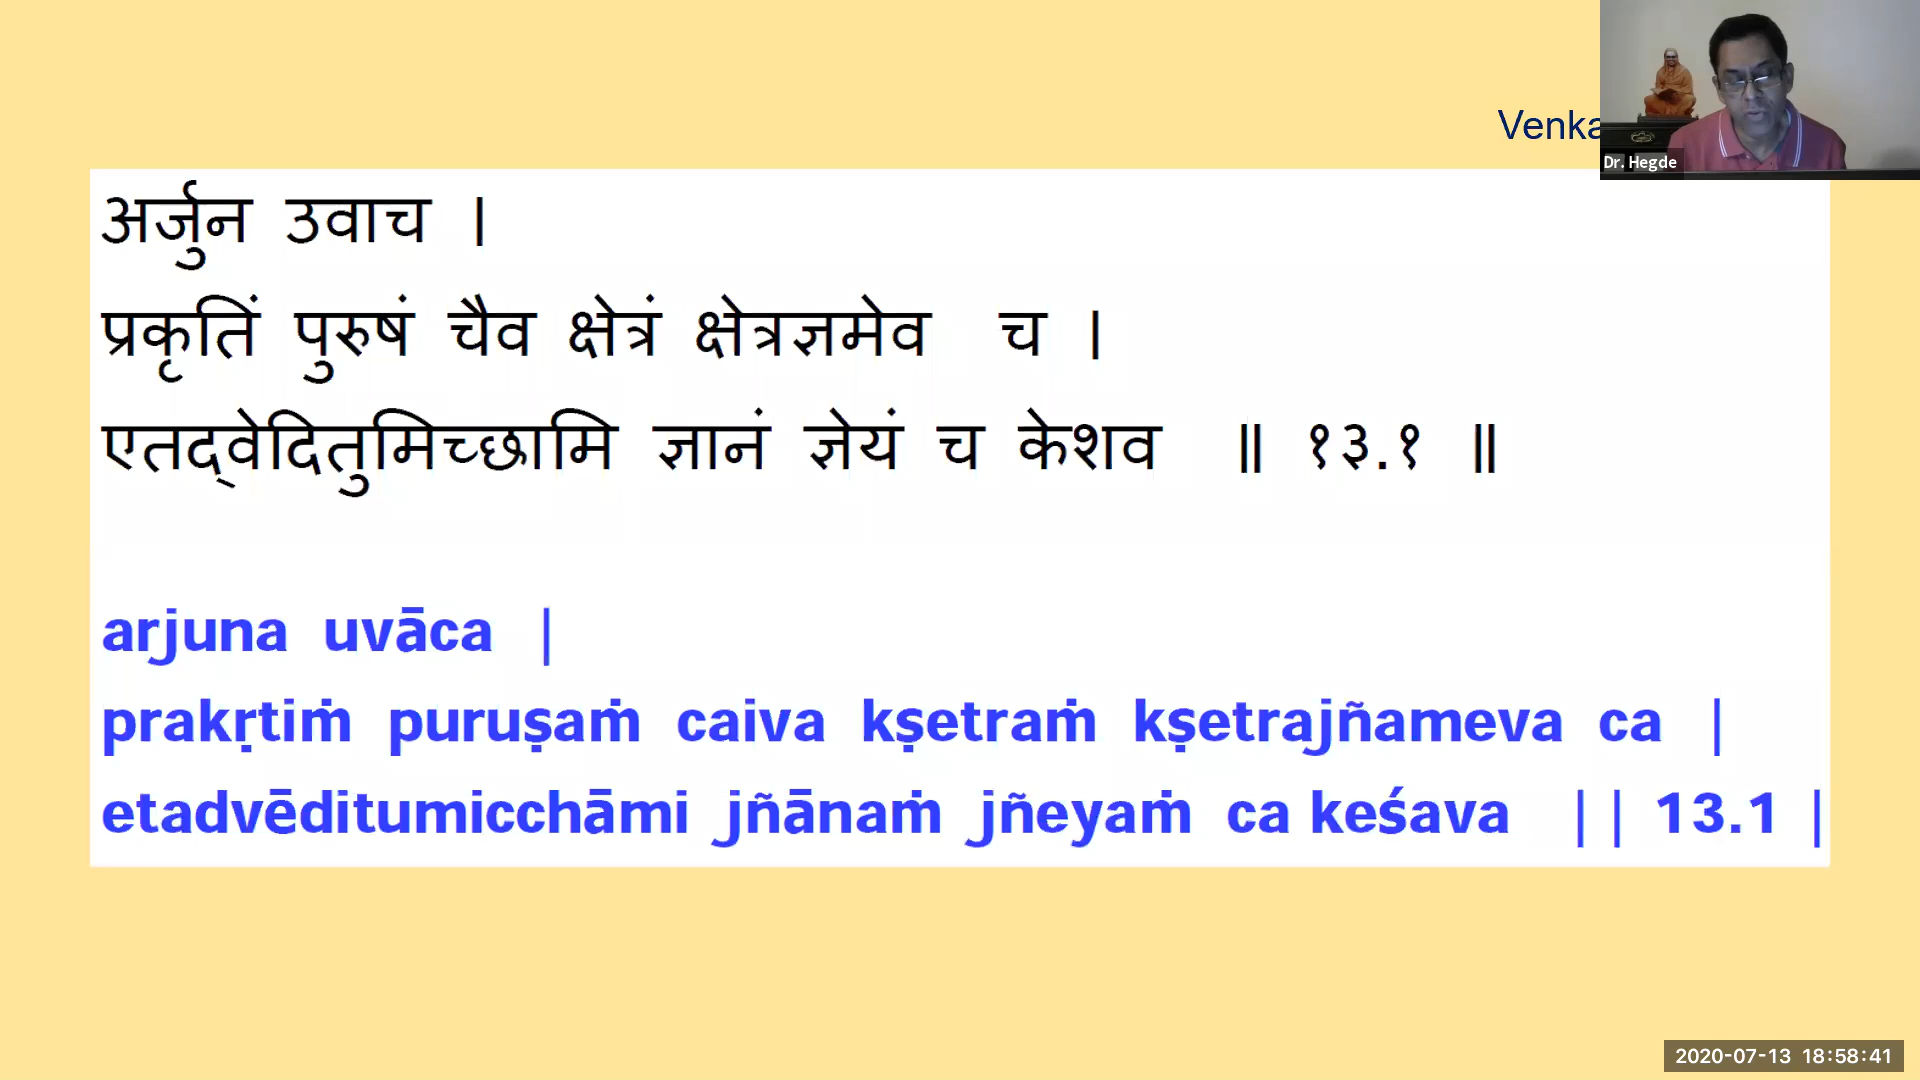 Venka
Dr. Hegde
अर्जुन उवाच ।
प्रकृतिं पुरुषं चैव क्षेत्रं क्षेत्रज्ञमेव च ।
एतद्वेदितुमिच्छामि ज्ञानं ज्ञेयं च केशव ॥ १३.१ ॥
arjuna uvāca |
prakṛtiṁ puruṣaṁ caiva kṣetraṁ kṣetrajñameva ca |
etadvēditumicchāmi jñānaṁ jñeyaṁ ca keśava || 13.1 |
2020-07-13 18:58:41